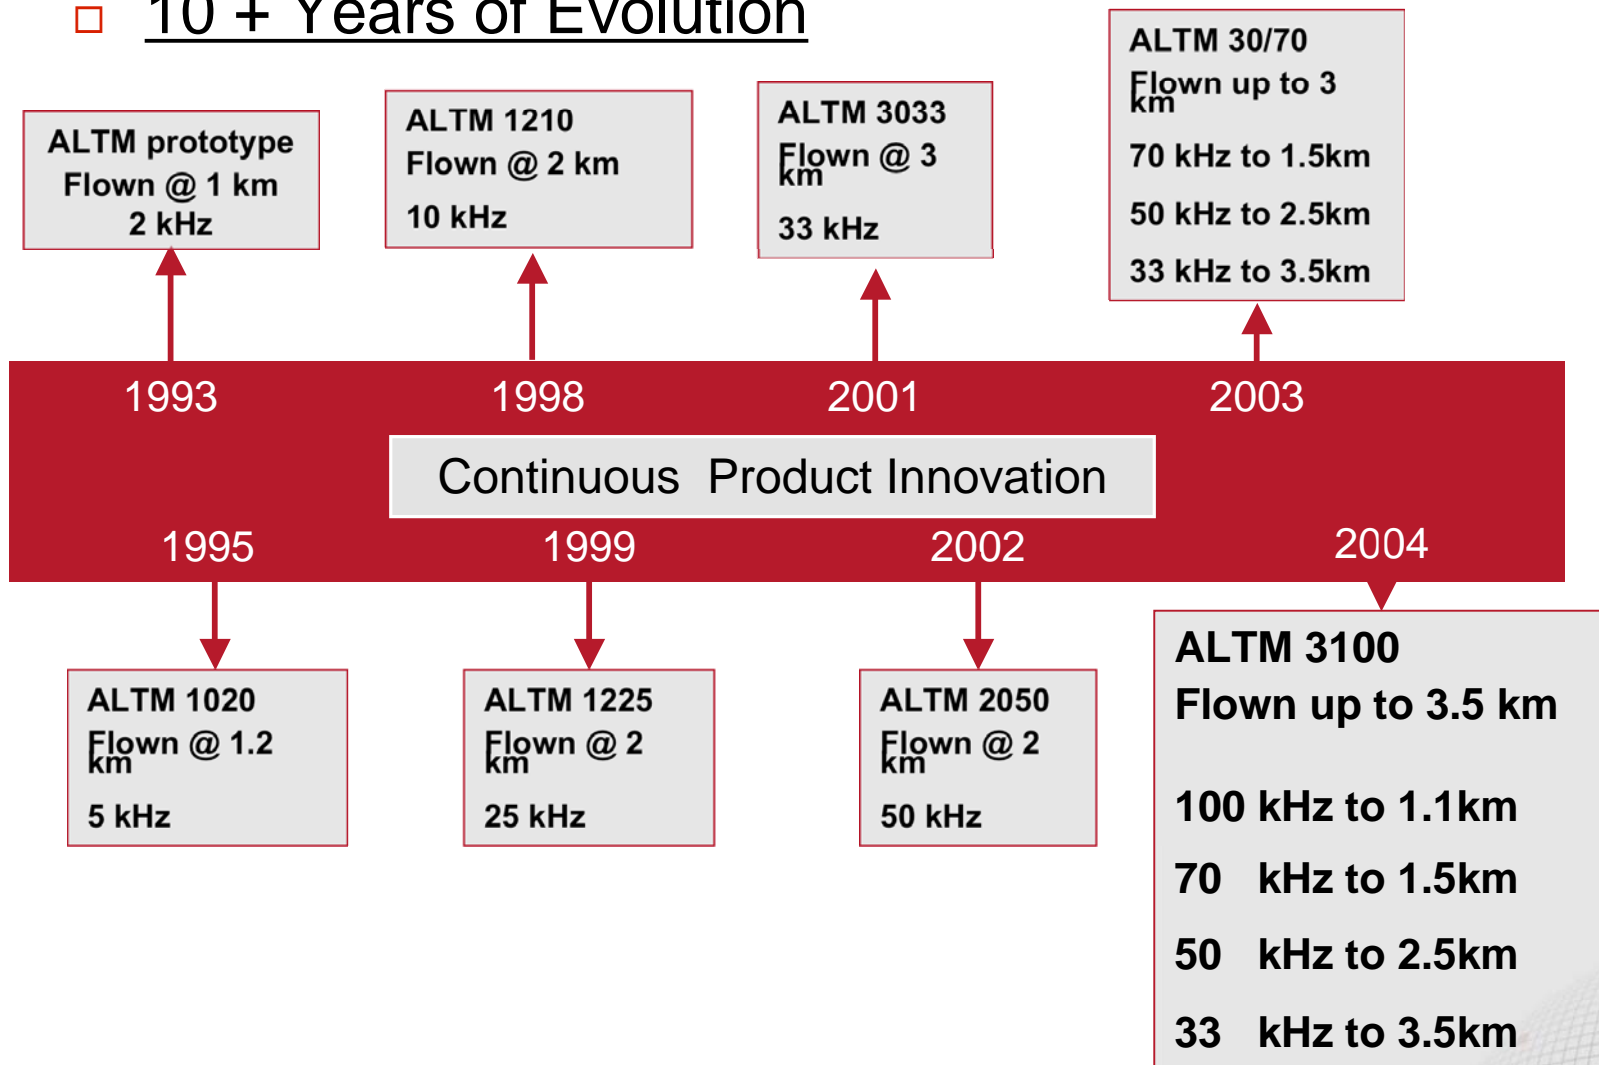 10 + Years of Evolution
ALTM prototype
Flown @ 1 km
2 kHz
ALTM 1210
Flown @ 2 km
10 kHz
ALTM 3033
Flown @ 3
km
33 kHz
ALTM 30/70
Flown up to 3
km
70 kHz to 1.5km
50 kHz to 2.5km
33 kHz to 3.5km
1993 1998 2001 2003
Continuous Product Innovation
1995 1999 2002 2004
ALTM 1020
Flown @ 1.2
km
5 kHz
ALTM 1225
Flown @ 2
km
25 kHz
ALTM 2050
Flown @ 2
km
50 kHz
ALTM 3100
Flown up to 3.5 km
100 kHz to 1.1km
70 kHz to 1.5km
50 kHz to 2.5km
33 kHz to 3.5km